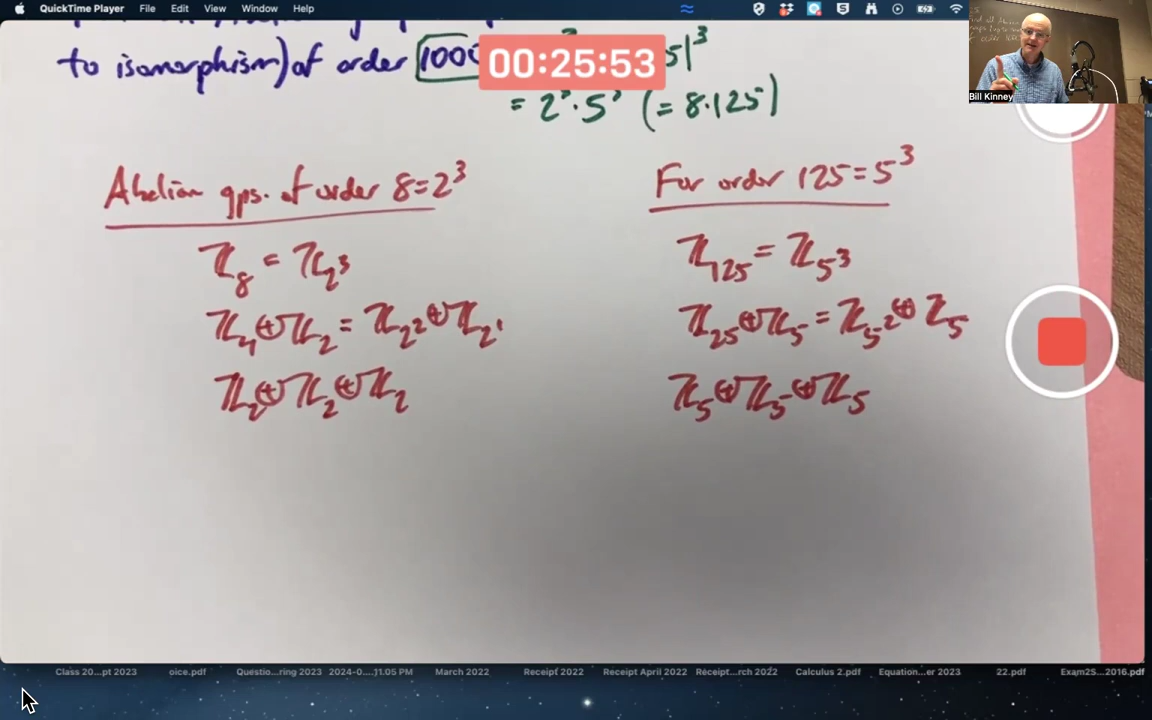 QuickTime Player File Edit View Window Help
to isomorphism) of order 1000
00:25:53
5|³
= 2³·5³ (= 8·125)
Bill Kinney
Abelian gps. of order 8=2³
ℤ₈ = ℤ₂³
ℤ₄⊕ℤ₂ = ℤ₂²⊕ℤ₂¹
ℤ₂⊕ℤ₂⊕ℤ₂
For order 125=5³
ℤ₁₂₅ = ℤ₅³
ℤ₂₅⊕ℤ₅ = ℤ₅²⊕ℤ₅
ℤ₅⊕ℤ₅⊕ℤ₅
Class 20...pt 2023 oice.pdf Questio...ring 2023 2024-0....11.05 PM March 2022 Receipt 2022 Receipt April 2022 Receipt...rch 2022 Calculus 2.pdf Equation...er 2023 22.pdf Exam2S...2016.pdf